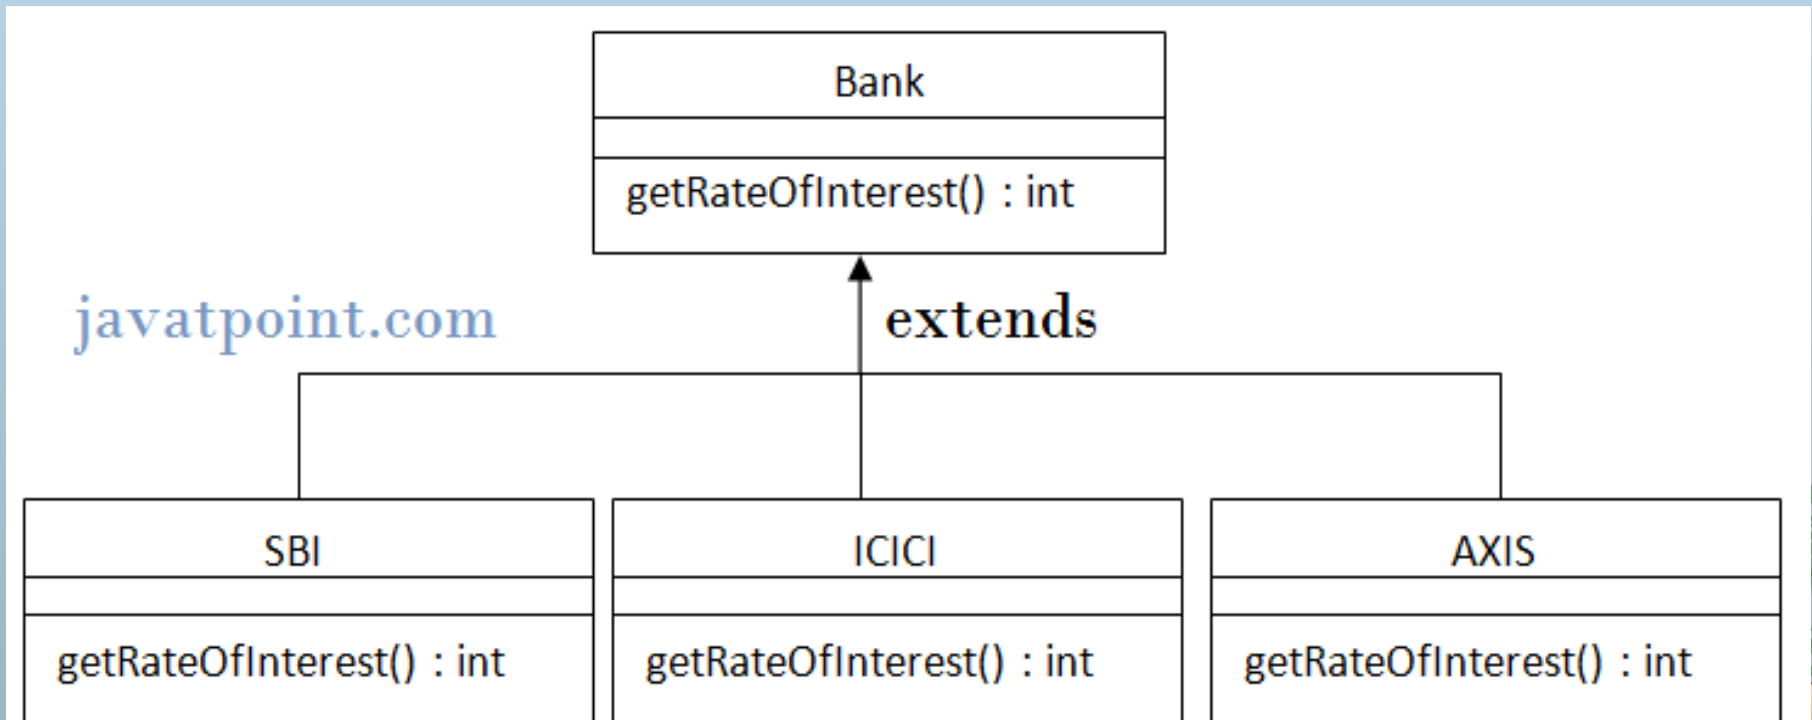 Bank
getRateOfInterest() : int
javatpoint.com
extends
SBI
ICICI
AXIS
getRateOfInterest() : int
getRateOfInterest() : int
getRateOfInterest() : int